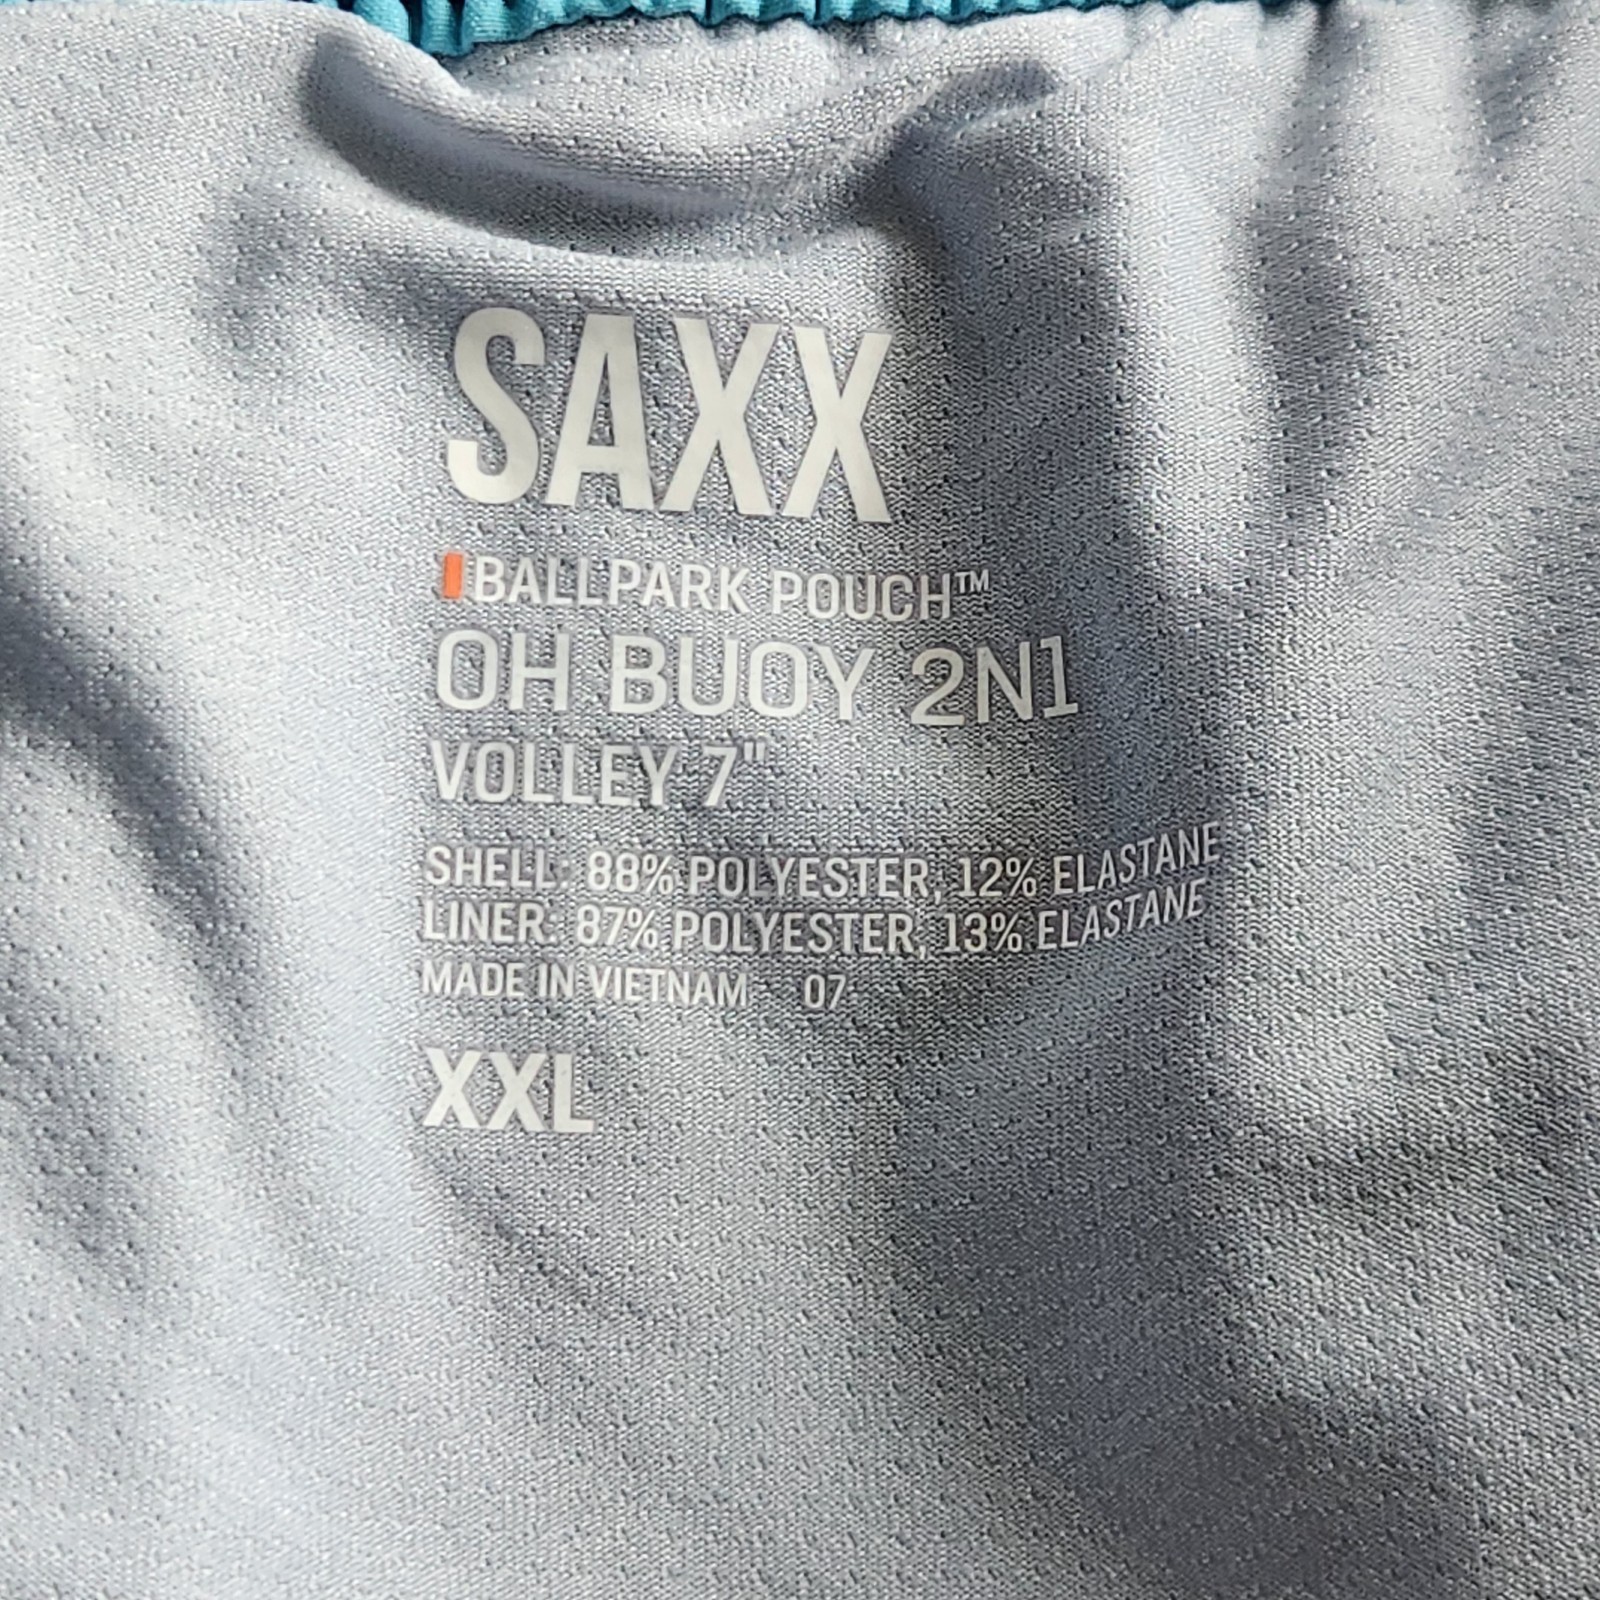 SAXX
BALLPARK POUCH™
OH BUOY 2N1
VOLLEY 7"
SHELL: 88% POLYESTER, 12% ELASTANE
LINER: 87% POLYESTER, 13% ELASTANE
MADE IN VIETNAM 07
XXL